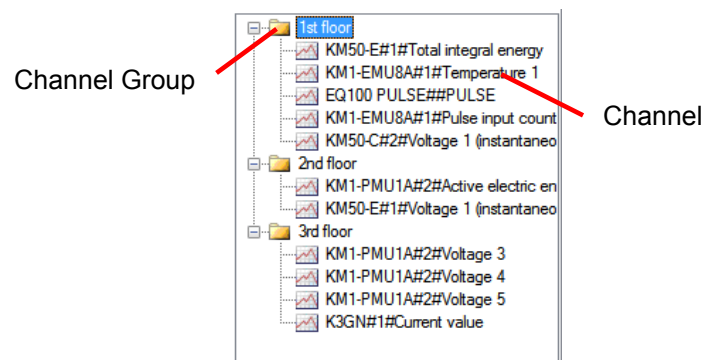 1st floor
KM50-E#1#Total integral energy
Channel Group
KM1-EMU8A#1#Temperature 1
EQ100 PULSE##PULSE
KM1-EMU8A#1#Pulse input count
Channel
KM50-C#2#Voltage 1 (instantaneo
2nd floor
KM1-PMU1A#2#Active electric en
KM50-E#1#Voltage 1 (instantaneo
3rd floor
KM1-PMU1A#2#Voltage 3
KM1-PMU1A#2#Voltage 4
KM1-PMU1A#2#Voltage 5
K3GN#1#Current value